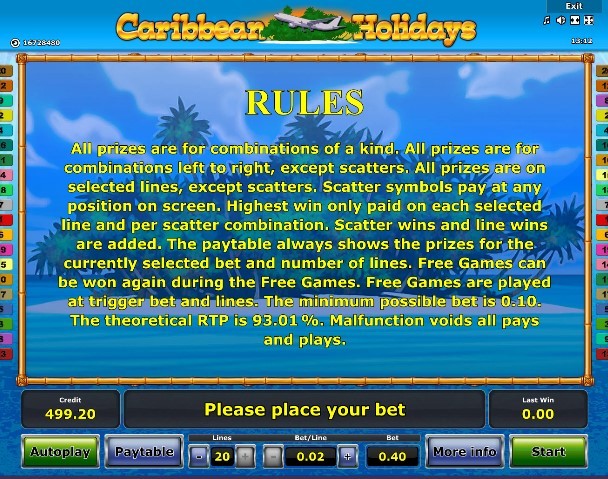 Exit
Caribbean Holidays
16728480
13:12
RULES
All prizes are for combinations of a kind. All prizes are for
combinations left to right, except scatters. All prizes are on
selected lines, except scatters. Scatter symbols pay at any
position on screen. Highest win only paid on each selected
line and per scatter combination. Scatter wins and line wins
are added. The paytable always shows the prizes for the
currently selected bet and number of lines. Free Games can
be won again during the Free Games. Free Games are played
at trigger bet and lines. The minimum possible bet is 0.10.
The theoretical RTP is 93.01%. Malfunction voids all pays
and plays.
Credit
499.20
Please place your bet
Last Win
0.00
Autoplay
Paytable
Lines
- 20 +
Bet/Line
- 0.02 +
Bet
0.40
More info
Start